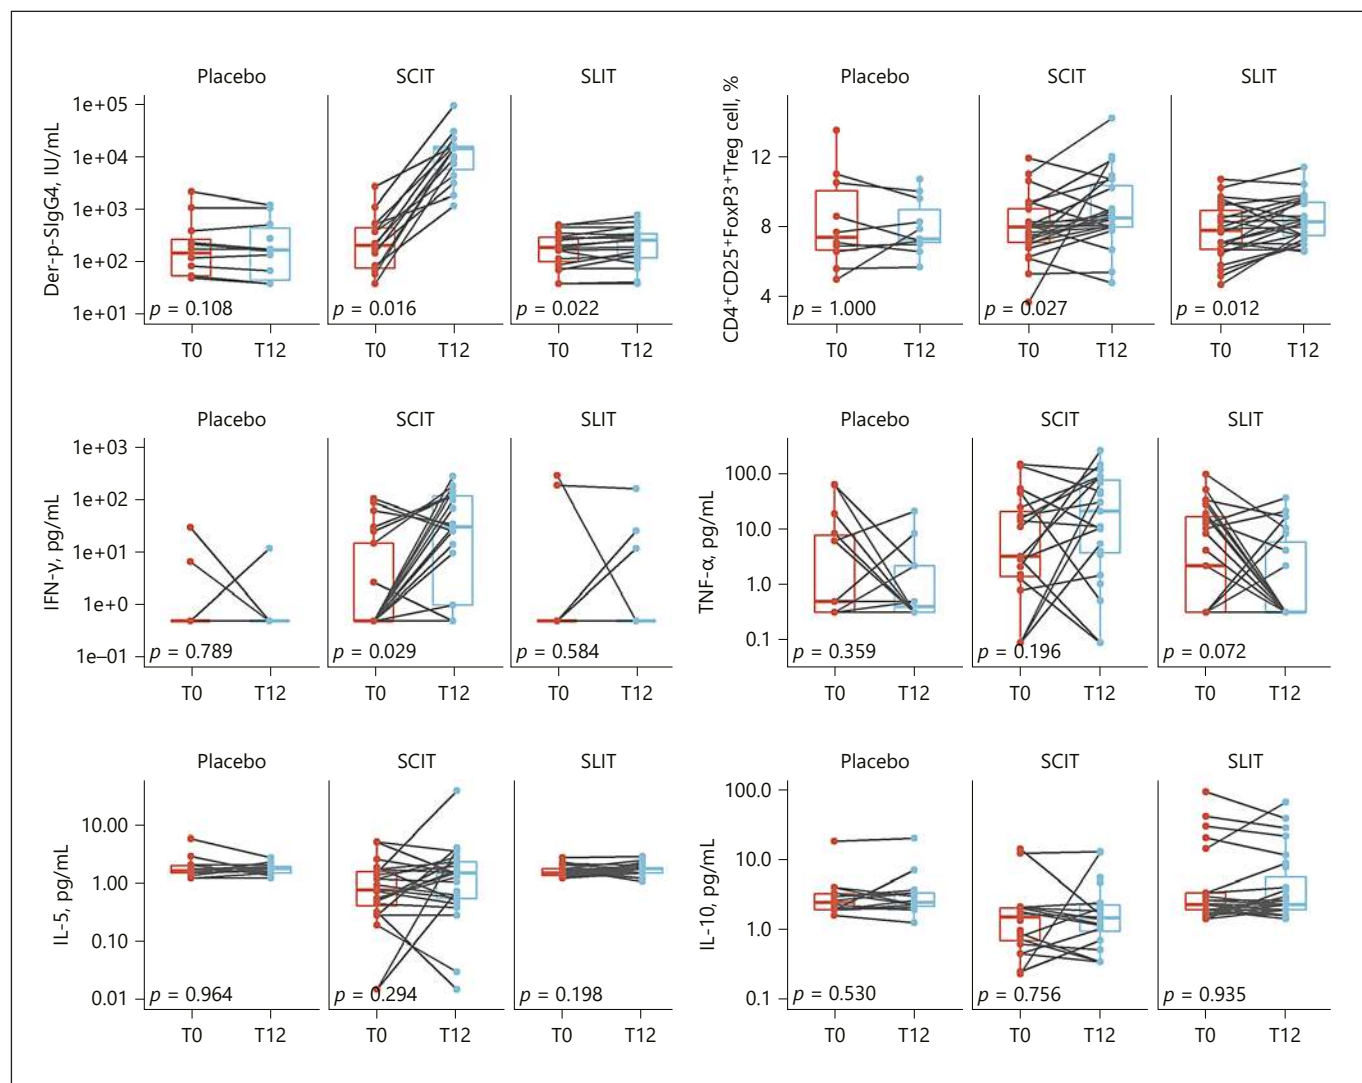 Placebo SCIT SLIT
Der-p-SIgG4, IU/mL
1e+05
1e+04
1e+03
1e+02
1e+01
p = 0.108 p = 0.016 p = 0.022
T0 T12 T0 T12 T0 T12
Placebo SCIT SLIT
CD4+CD25+FoxP3+Treg cell, %
12
8
4
p = 1.000 p = 0.027 p = 0.012
T0 T12 T0 T12 T0 T12
Placebo SCIT SLIT
IFN-γ, pg/mL
1e+03
1e+02
1e+01
1e+0
1e–01
p = 0.789 p = 0.029 p = 0.584
T0 T12 T0 T12 T0 T12
Placebo SCIT SLIT
TNF-α, pg/mL
100.0
10.0
1.0
0.1
p = 0.359 p = 0.196 p = 0.072
T0 T12 T0 T12 T0 T12
Placebo SCIT SLIT
IL-5, pg/mL
10.00
1.00
0.10
0.01
p = 0.964 p = 0.294 p = 0.198
T0 T12 T0 T12 T0 T12
Placebo SCIT SLIT
IL-10, pg/mL
100.0
10.0
1.0
0.1
p = 0.530 p = 0.756 p = 0.935
T0 T12 T0 T12 T0 T12